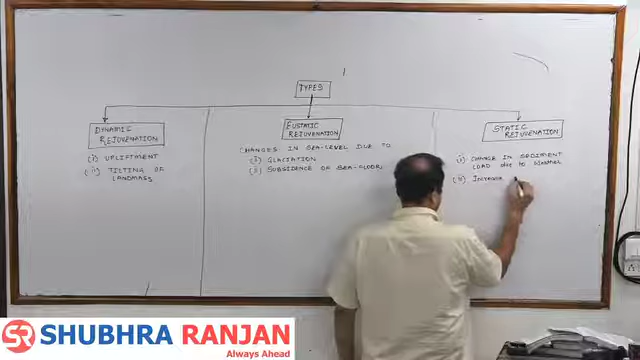 TYPES
DYNAMIC
REJUVENATION
(i) UPLIFTMENT
(ii) TILTING OF
LANDMASS
EUSTATIC
REJUVENATION
CHANGES IN SEA-LEVEL DUE TO
(i) GLACIATION
(ii) SUBSIDENCE OF SEA-FLOOR
STATIC
REJUVENATION
(i) CHANGE IN SEDIMENT
LOAD due to
(ii) Increase
SR SHUBHRA RANJAN
Always Ahead